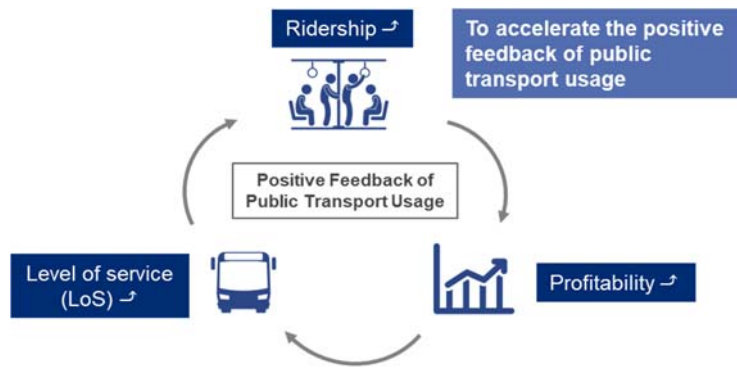 Ridership ⮥
To accelerate the positive
feedback of public
transport usage
Positive Feedback of
Public Transport Usage
Level of service
(LoS) ⮥
Profitability ⮥